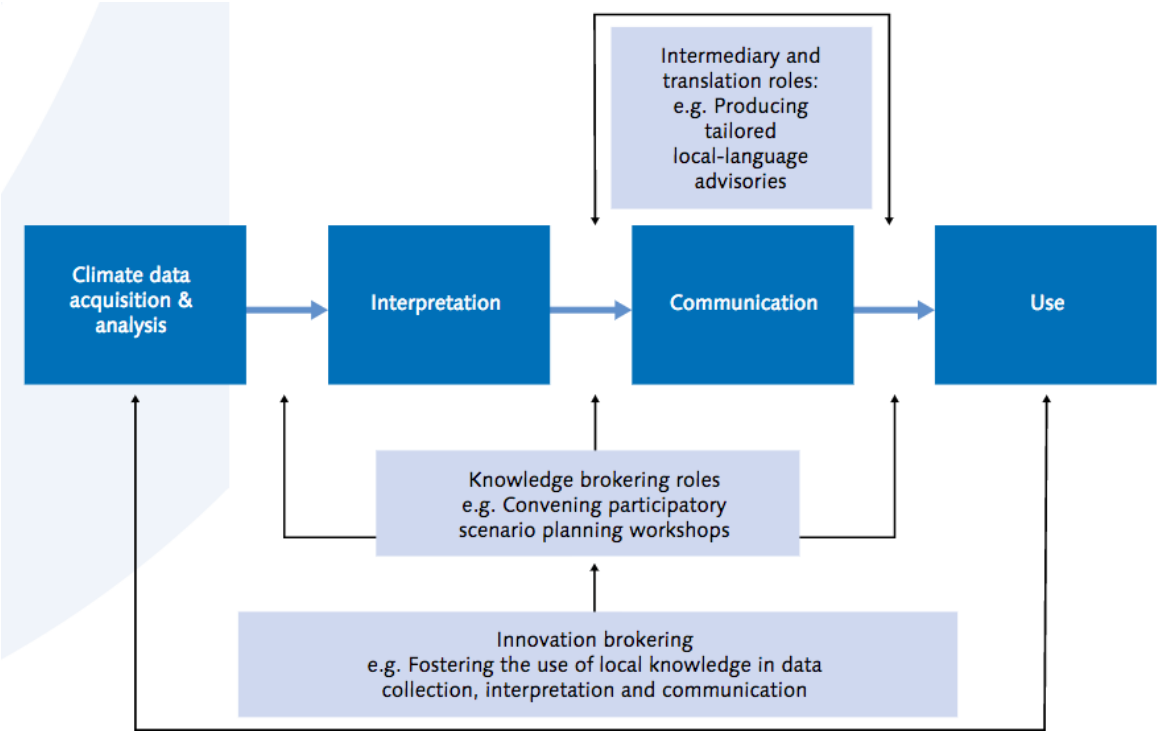 Intermediary and
translation roles:
e.g. Producing
tailored
local-language
advisories
Climate data
acquisition &
analysis
Interpretation
Communication
Use
Knowledge brokering roles
e.g. Convening participatory
scenario planning workshops
Innovation brokering
e.g. Fostering the use of local knowledge in data
collection, interpretation and communication